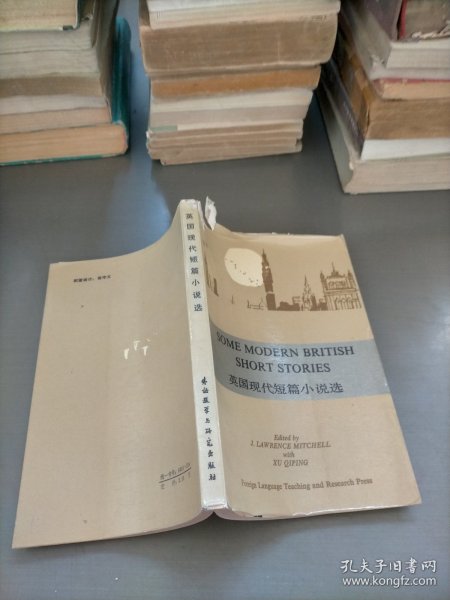 SOME MODERN BRITISH
SHORT STORIES
英国现代短篇小说选
Edited by
J. LAWRENCE MITCHELL
with
XU QIPING
Foreign Language Teaching and Research Press
英国现代短篇小说选
外语教学与研究出版社
孔夫子旧书网
www.kongfz.com